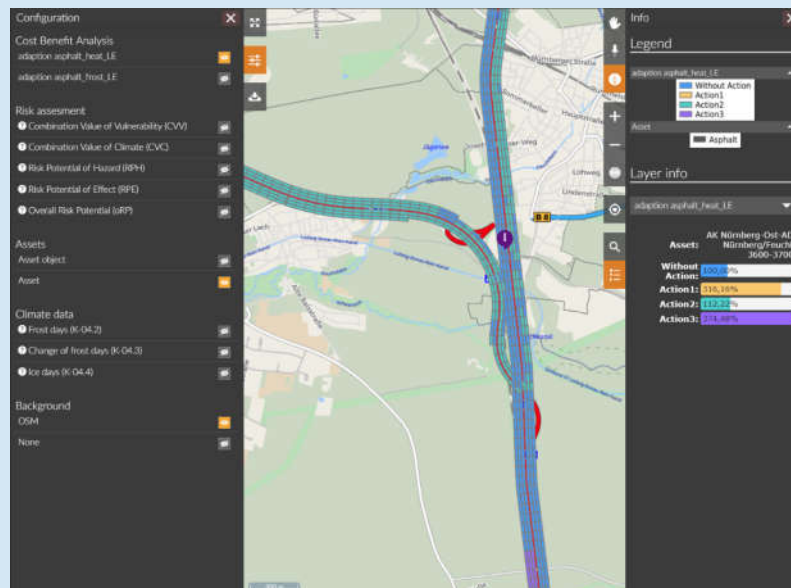 Configuration
Cost Benefit Analysis
adaption asphalt_heat_LE
adaption asphalt_frost_LE
Risk assesment
Combination Value of Vulnerability (CVV)
Combination Value of Climate (CVC)
Risk Potential of Hazard (RPH)
Risk Potential of Effect (RPE)
Overall Risk Potential (oRP)
Assets
Asset object
Asset
Climate data
Frost days (K-04.2)
Change of frost days (K-04.3)
Ice days (K-04.4)
Background
OSM
None
Jägersee
B 8
Info
Legend
adaption asphalt_heat_LE
Without Action
Action1
Action2
Action3
Asset
Asphalt
Layer info
adaption asphalt_heat_LE
AK Nürnberg-Ost-AD
Asset: Nürnberg/Feucht
3600-3700
Without
Action: 100,00%
Action1: 316,16%
Action2: 112,22%
Action3: 374,48%